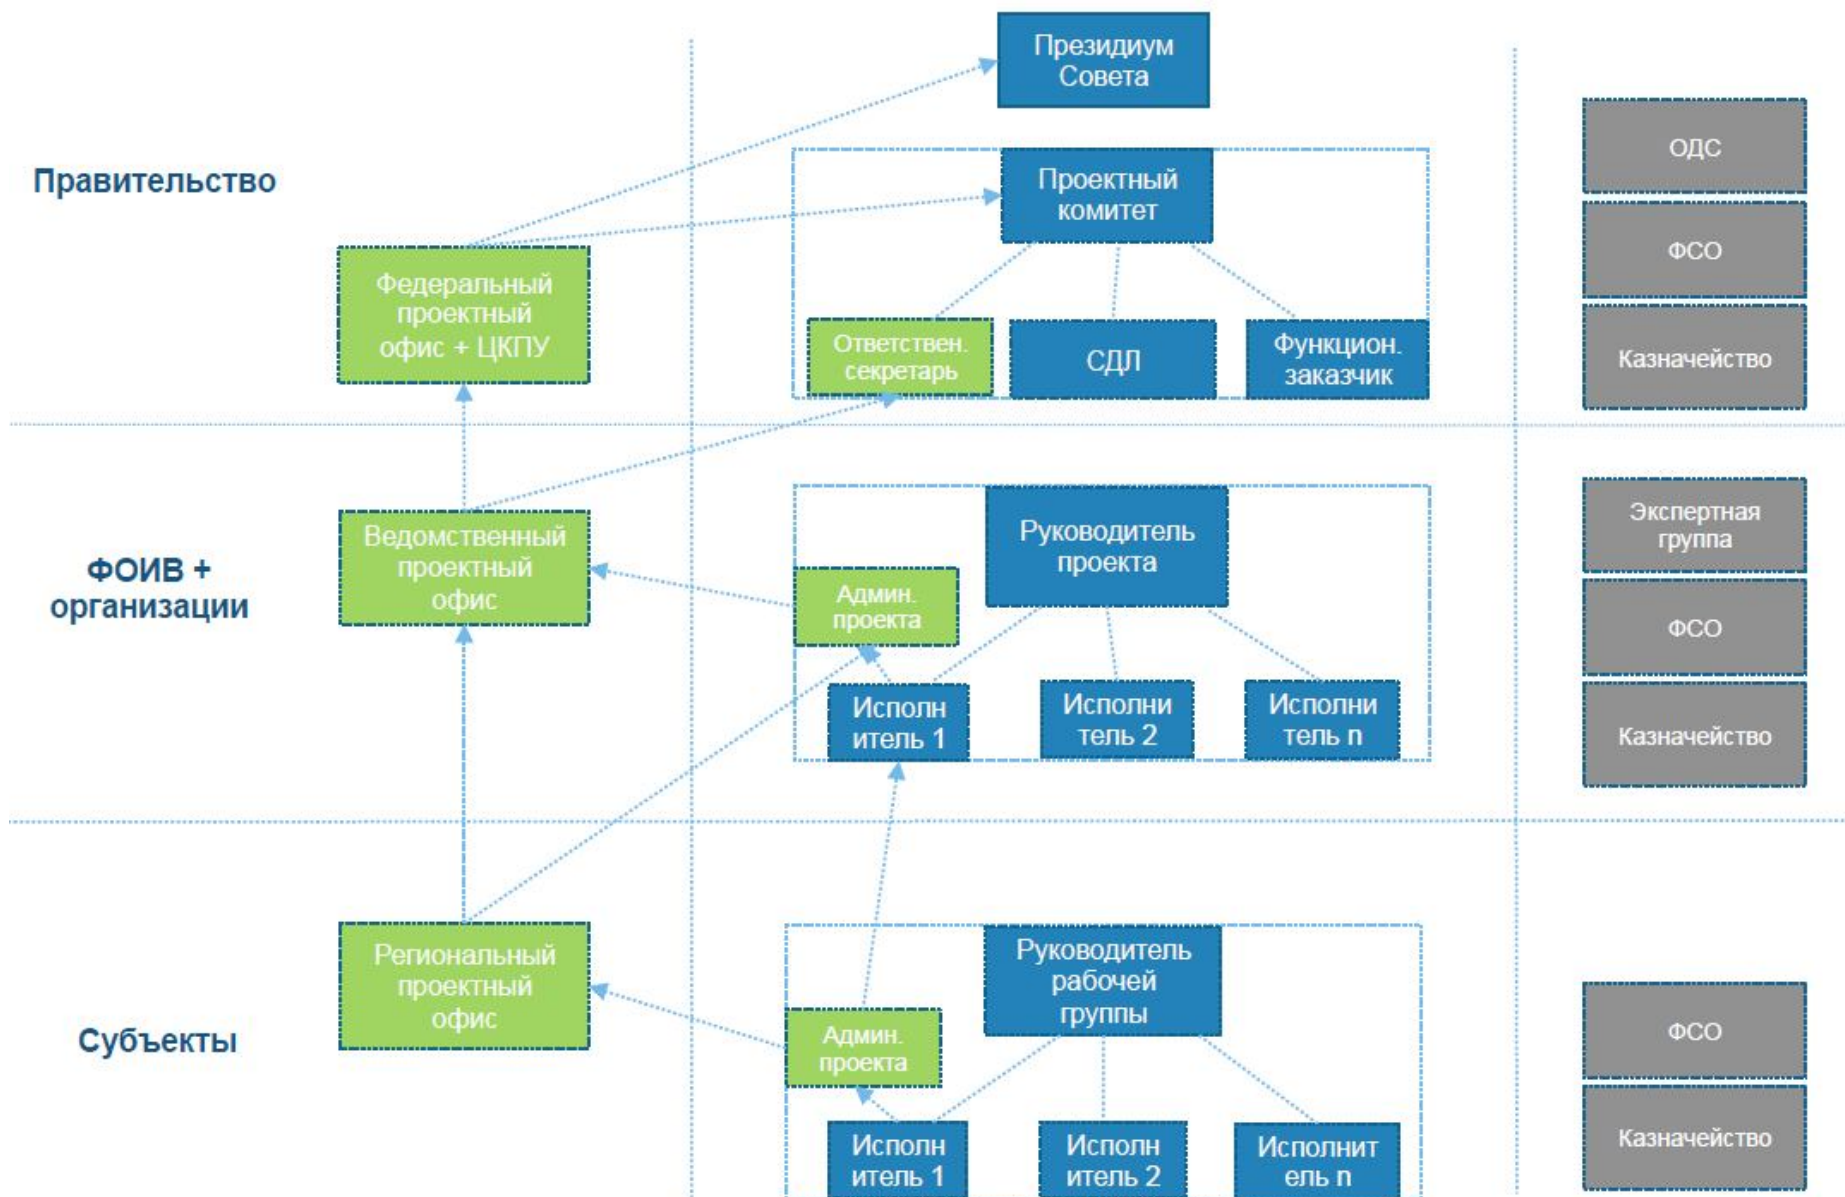 Президиум
Совета
Правительство
Проектный
комитет
ОДС
ФСО
Федеральный
проектный
офис + ЦКПУ
Ответствен.
секретарь
СДЛ
Функцион.
заказчик
Казначейство
ФОИВ +
организации
Ведомственный
проектный
офис
Руководитель
проекта
Админ.
проекта
Исполн
итель 1
Исполни
тель 2
Исполни
тель n
Экспертная
группа
ФСО
Казначейство
Субъекты
Региональный
проектный
офис
Руководитель
рабочей
группы
Админ.
проекта
Исполн
итель 1
Исполн
итель 2
Исполнит
ель n
ФСО
Казначейство